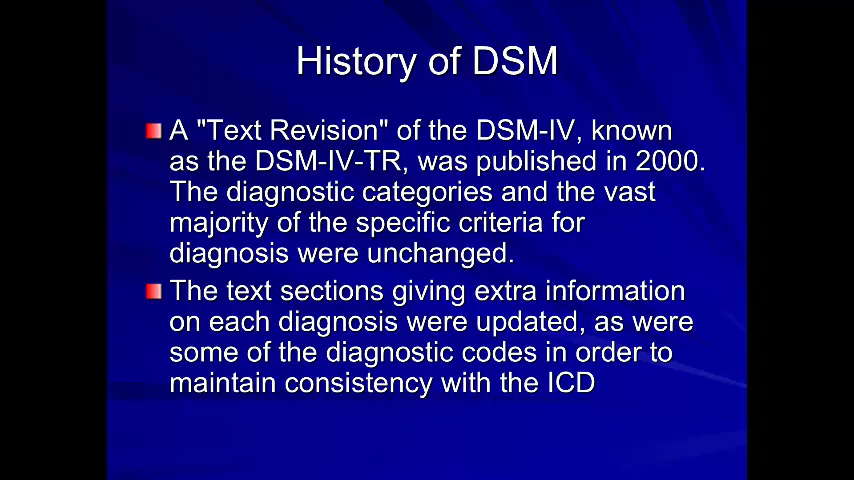 History of DSM
A "Text Revision" of the DSM-IV, known
as the DSM-IV-TR, was published in 2000.
The diagnostic categories and the vast
majority of the specific criteria for
diagnosis were unchanged.
The text sections giving extra information
on each diagnosis were updated, as were
some of the diagnostic codes in order to
maintain consistency with the ICD